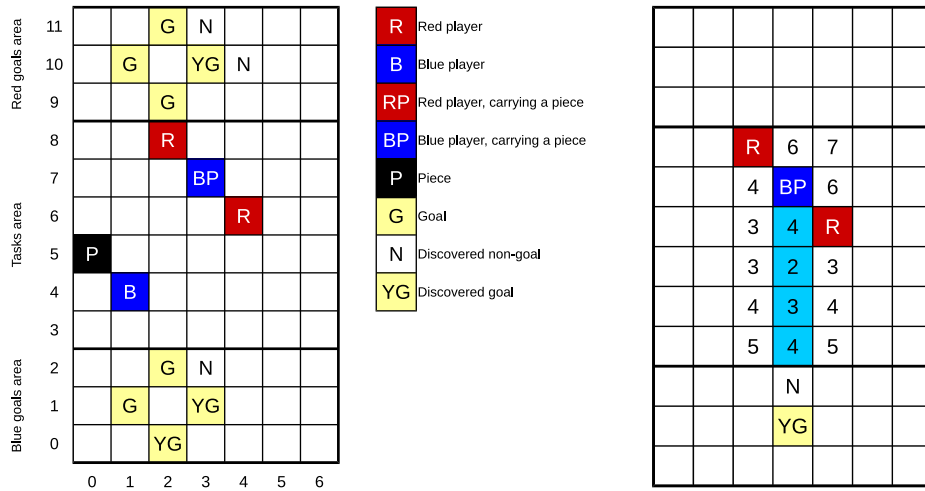 Red goals area
Tasks area
Blue goals area
11 G N
10 G YG N
9 G
8 R
7 BP
6 R
5 P
4 B
3
2 G N
1 G YG
0 YG
0 1 2 3 4 5 6
R Red player
B Blue player
RP Red player, carrying a piece
BP Blue player, carrying a piece
P Piece
G Goal
N Discovered non-goal
YG Discovered goal
R 6 7
4 BP 6
3 4 R
3 2 3
4 3 4
5 4 5
N
YG